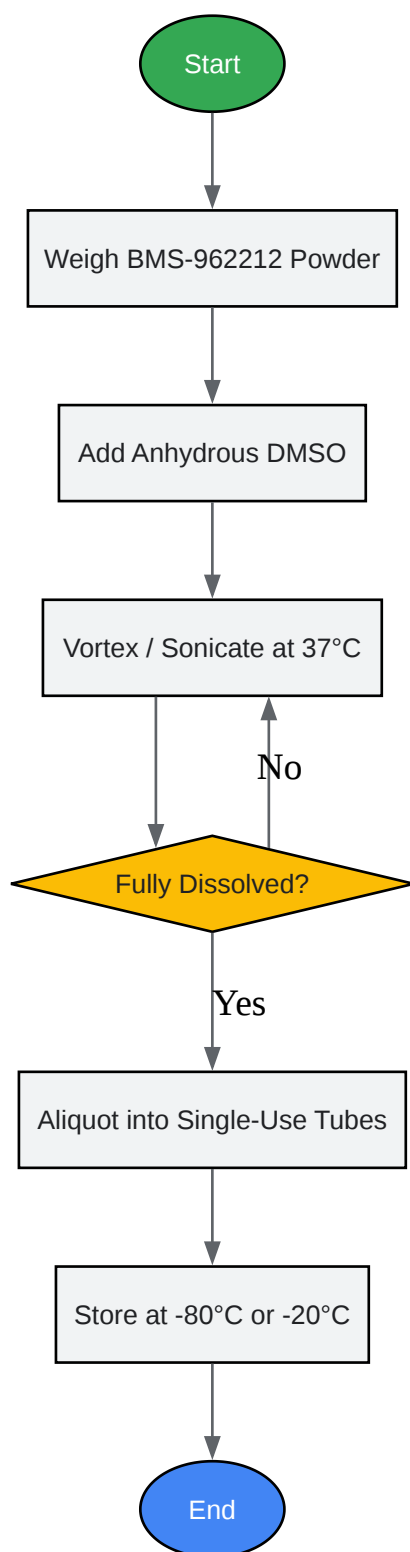 Start
Weigh BMS-962212 Powder
Add Anhydrous DMSO
Vortex / Sonicate at 37°C
No
Fully Dissolved?
Yes
Aliquot into Single-Use Tubes
Store at -80°C or -20°C
End